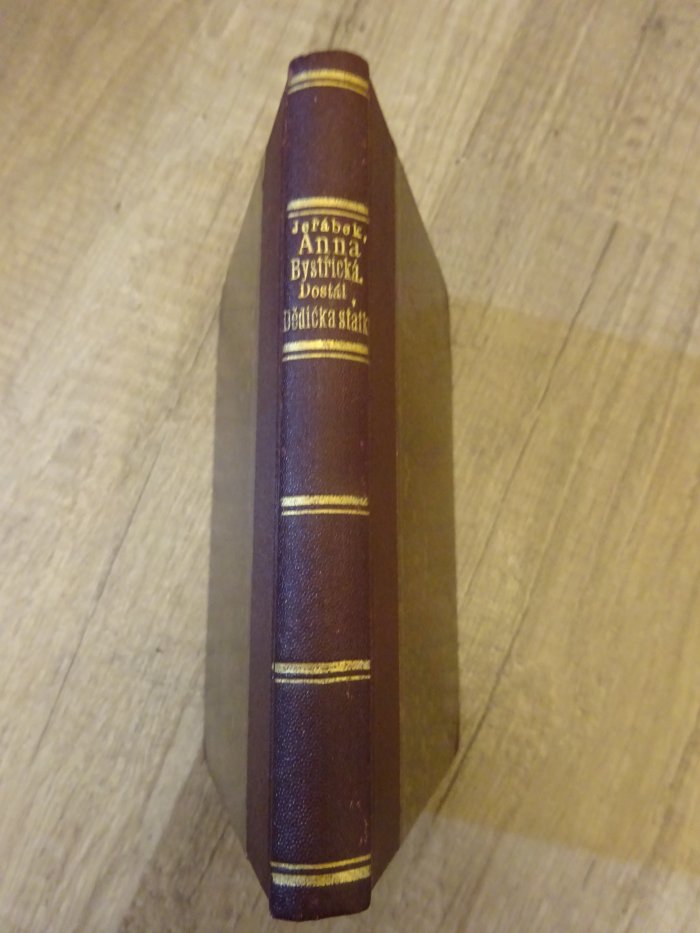 Jeřábek,
Anna
Bystřická.
Dostál,
Dědička statk